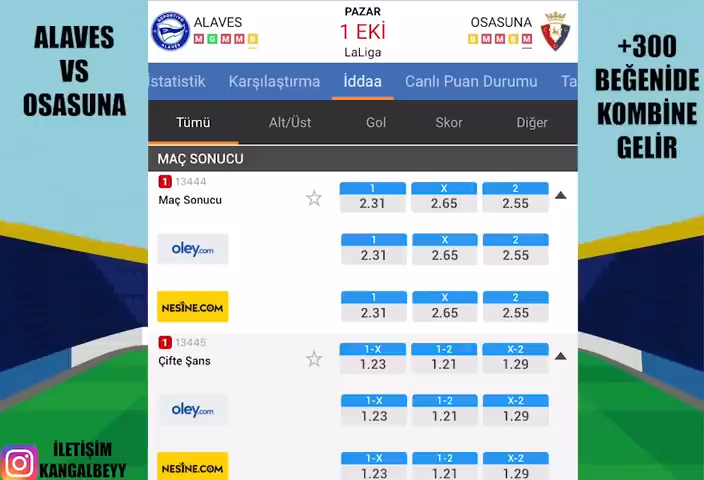 ALAVES
VS
OSASUNA
ALAVES
M G M M B
PAZAR
1 EKİ
LaLiga
OSASUNA
B M M B M
+300
BEĞENİDE
KOMBİNE
GELİR
İstatistik Karşılaştırma İddaa Canlı Puan Durumu Ta
Tümü Alt/Üst Gol Skor Diğer
MAÇ SONUCU
1 13444
Maç Sonucu
1 X 2
2.31 2.65 2.55
oley.com
1 X 2
2.31 2.65 2.55
NESİNE.COM
1 X 2
2.31 2.65 2.55
1 13445
Çifte Şans
1-X 1-2 X-2
1.23 1.21 1.29
oley.com
1-X 1-2 X-2
1.23 1.21 1.29
NESİNE.COM
1-X 1-2 X-2
1.23 1.21 1.29
İLETİŞİM
KANGALBEYY